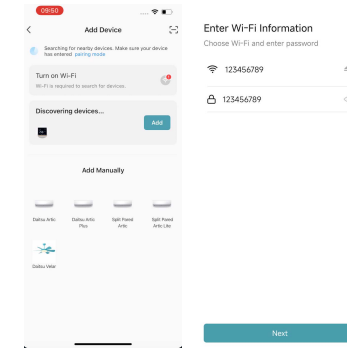 09:50
Add Device
Searching for nearby devices. Make sure your device
has entered pairing mode
Turn on Wi-Fi
Wi-Fi is required to search for devices.
Discovering devices...
Add
Add Manually
Daitsu Artic
Daitsu Artic
Plus
Split Pared
Artic
Split Pared
Artic Lite
Daitsu Velair
Enter Wi-Fi Information
Choose Wi-Fi and enter password
123456789
123456789
Next